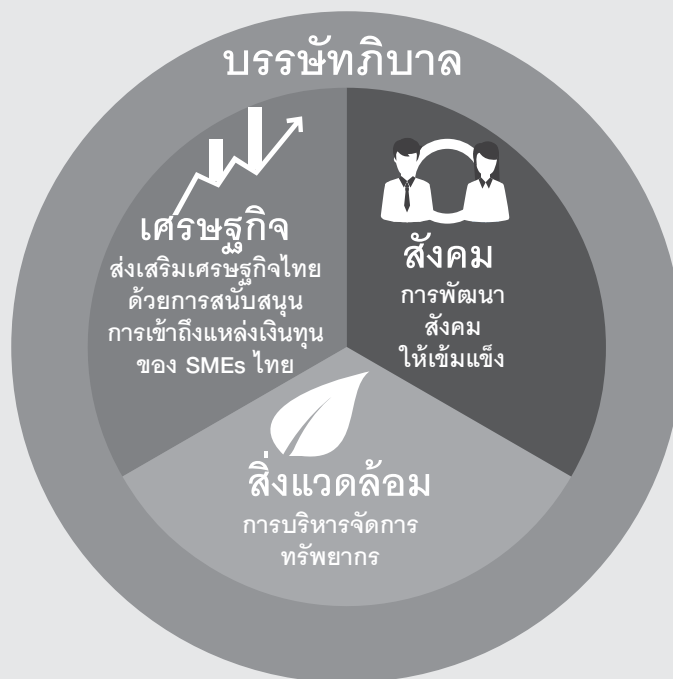 บรรษัทภิบาล
เศรษฐกิจ
ส่งเสริมเศรษฐกิจไทย
ด้วยการสนับสนุน
การเข้าถึงแหล่งเงินทุน
ของ SMEs ไทย
สังคม
การพัฒนา
สังคม
ให้เข้มแข็ง
สิ่งแวดล้อม
การบริหารจัดการ
ทรัพยากร